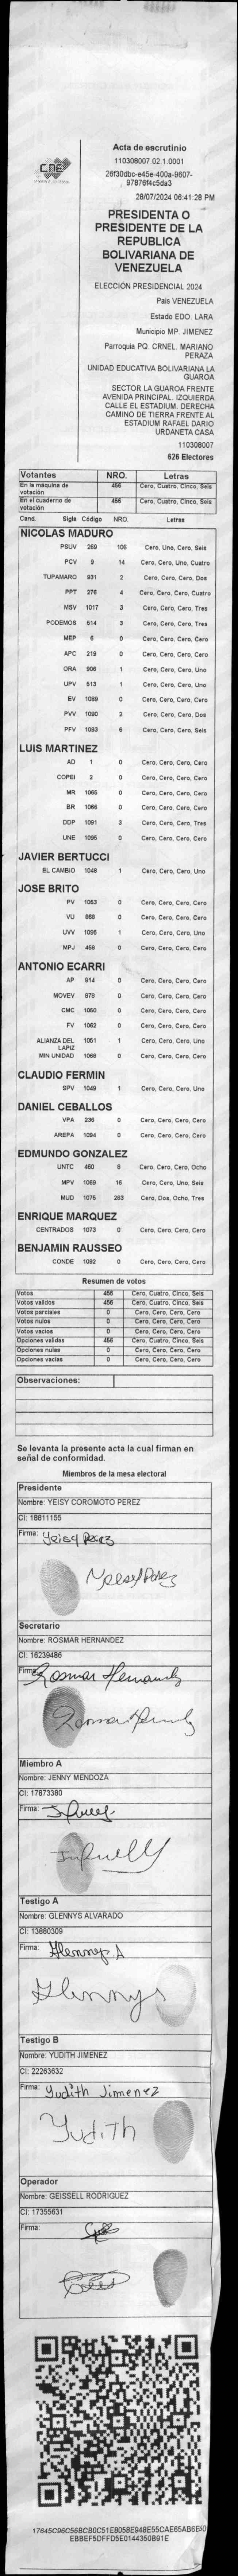 CNE
Acta de escrutinio
110308007.02.1.0001
26f30dbc-e45e-400a-9607-
97876f4c5da3
28/07/2024 06:41:28 PM
PRESIDENTA O
PRESIDENTE DE LA
REPUBLICA
BOLIVARIANA DE
VENEZUELA
ELECCIÓN PRESIDENCIAL 2024
País VENEZUELA
Estado EDO. LARA
Municipio MP. JIMENEZ
Parroquia PQ. CRNEL. MARIANO
PERAZA
UNIDAD EDUCATIVA BOLIVARIANA LA
GUAROA
SECTOR LA GUAROA FRENTE
AVENIDA PRINCIPAL. IZQUIERDA
CALLE EL ESTADIUM. DERECHA
CAMINO DE TIERRA FRENTE AL
ESTADIUM RAFAEL DARIO
URDANETA CASA
110308007
626 Electores
Votantes NRO. Letras
En la máquina de votación 456 Cero, Cuatro, Cinco, Seis
En el cuaderno de votación 456 Cero, Cuatro, Cinco, Seis
Cand. Sigla Código NRO. Letras
NICOLAS MADURO
PSUV 269 106 Cero, Uno, Cero, Seis
PCV 9 14 Cero, Cero, Uno, Cuatro
TUPAMARO 931 2 Cero, Cero, Cero, Dos
PPT 276 4 Cero, Cero, Cero, Cuatro
MSV 1017 3 Cero, Cero, Cero, Tres
PODEMOS 514 3 Cero, Cero, Cero, Tres
MEP 6 0 Cero, Cero, Cero, Cero
APC 219 0 Cero, Cero, Cero, Cero
ORA 906 1 Cero, Cero, Cero, Uno
UPV 513 1 Cero, Cero, Cero, Uno
EV 1089 0 Cero, Cero, Cero, Cero
PVV 1090 2 Cero, Cero, Cero, Dos
PFV 1093 6 Cero, Cero, Cero, Seis
LUIS MARTINEZ
AD 1 0 Cero, Cero, Cero, Cero
COPEI 2 0 Cero, Cero, Cero, Cero
MR 1065 0 Cero, Cero, Cero, Cero
BR 1066 0 Cero, Cero, Cero, Cero
DDP 1091 3 Cero, Cero, Cero, Tres
UNE 1095 0 Cero, Cero, Cero, Cero
JAVIER BERTUCCI
EL CAMBIO 1048 1 Cero, Cero, Cero, Uno
JOSE BRITO
PV 1053 0 Cero, Cero, Cero, Cero
VU 868 0 Cero, Cero, Cero, Cero
UVV 1096 1 Cero, Cero, Cero, Uno
MPJ 458 0 Cero, Cero, Cero, Cero
ANTONIO ECARRI
AP 814 0 Cero, Cero, Cero, Cero
MOVEV 878 0 Cero, Cero, Cero, Cero
CMC 1050 0 Cero, Cero, Cero, Cero
FV 1062 0 Cero, Cero, Cero, Cero
ALIANZA DEL LAPIZ 1051 1 Cero, Cero, Cero, Uno
MIN UNIDAD 1068 0 Cero, Cero, Cero, Cero
CLAUDIO FERMIN
SPV 1049 1 Cero, Cero, Cero, Uno
DANIEL CEBALLOS
VPA 236 0 Cero, Cero, Cero, Cero
AREPA 1094 0 Cero, Cero, Cero, Cero
EDMUNDO GONZALEZ
UNTC 460 8 Cero, Cero, Cero, Ocho
MPV 1069 16 Cero, Cero, Uno, Seis
MUD 1075 283 Cero, Dos, Ocho, Tres
ENRIQUE MARQUEZ
CENTRADOS 1073 0 Cero, Cero, Cero, Cero
BENJAMIN RAUSSEO
CONDE 1082 0 Cero, Cero, Cero, Cero
Resumen de votos
Votos 456 Cero, Cuatro, Cinco, Seis
Votos validos 456 Cero, Cuatro, Cinco, Seis
Votos parciales 0 Cero, Cero, Cero, Cero
Votos nulos 0 Cero, Cero, Cero, Cero
Votos vacios 0 Cero, Cero, Cero, Cero
Opciones validas 456 Cero, Cuatro, Cinco, Seis
Opciones nulas 0 Cero, Cero, Cero, Cero
Opciones vacias 0 Cero, Cero, Cero, Cero
Observaciones:
Se levanta la presente acta la cual firman en
señal de conformidad.
Miembros de la mesa electoral
Presidente
Nombre: YEISY COROMOTO PEREZ
CI: 18811155
Firma: Yeisy Perez
Secretario
Nombre: ROSMAR HERNANDEZ
CI: 16239486
Firma: Rosmar Hernandez
Miembro A
Nombre: JENNY MENDOZA
CI: 17873380
Firma:
Testigo A
Nombre: GLENNYS ALVARADO
CI: 13880309
Firma: Glennys A
Glennys
Testigo B
Nombre: YUDITH JIMENEZ
CI: 22263632
Firma: Yudith Jimenez
Yudith
Operador
Nombre: GEISSELL RODRIGUEZ
CI: 17355631
Firma: